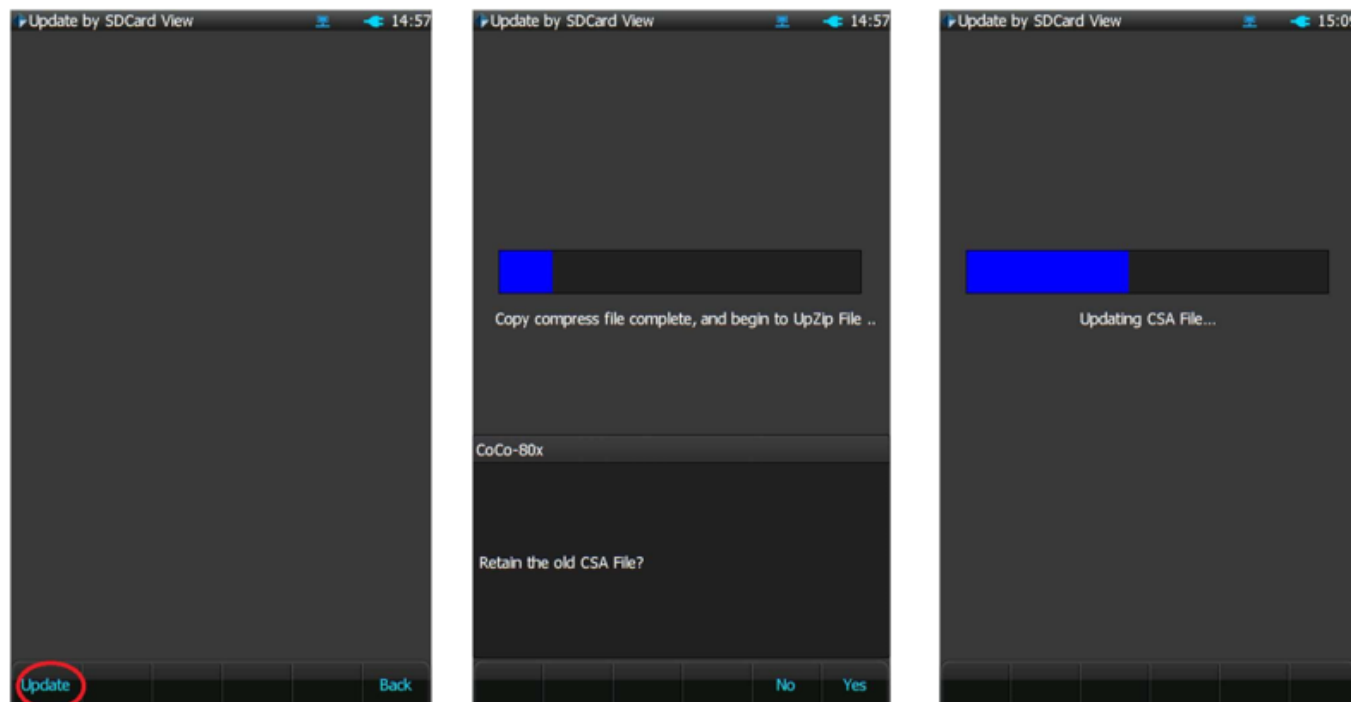 Update by SDCard View 14:57
Update Back
Update by SDCard View 14:57
Copy compress file complete, and begin to UpZip File ..
CoCo-80x
Retain the old CSA File?
No Yes
Update by SDCard View 15:09
Updating CSA File...